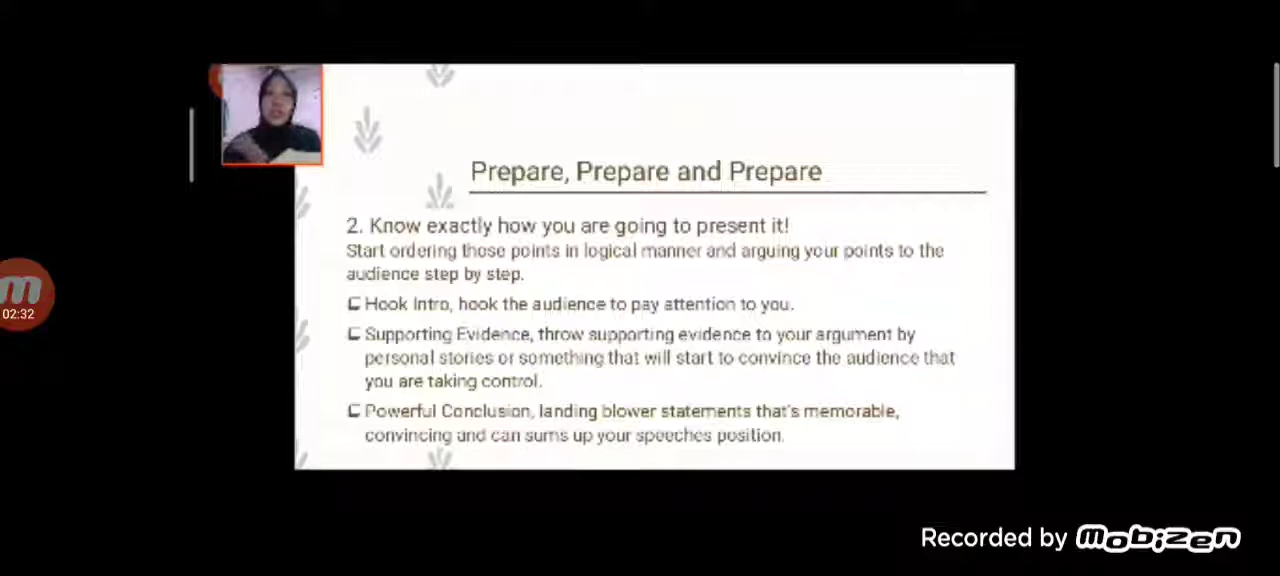 Prepare, Prepare and Prepare
2. Know exactly how you are going to present it!
Start ordering those points in logical manner and arguing your points to the
audience step by step.
Hook Intro, hook the audience to pay attention to you.
Supporting Evidence, throw supporting evidence to your argument by
personal stories or something that will start to convince the audience that
you are taking control.
Powerful Conclusion, landing blower statements that's memorable,
convincing and can sums up your speeches position.
02:32
Recorded by Mobizen